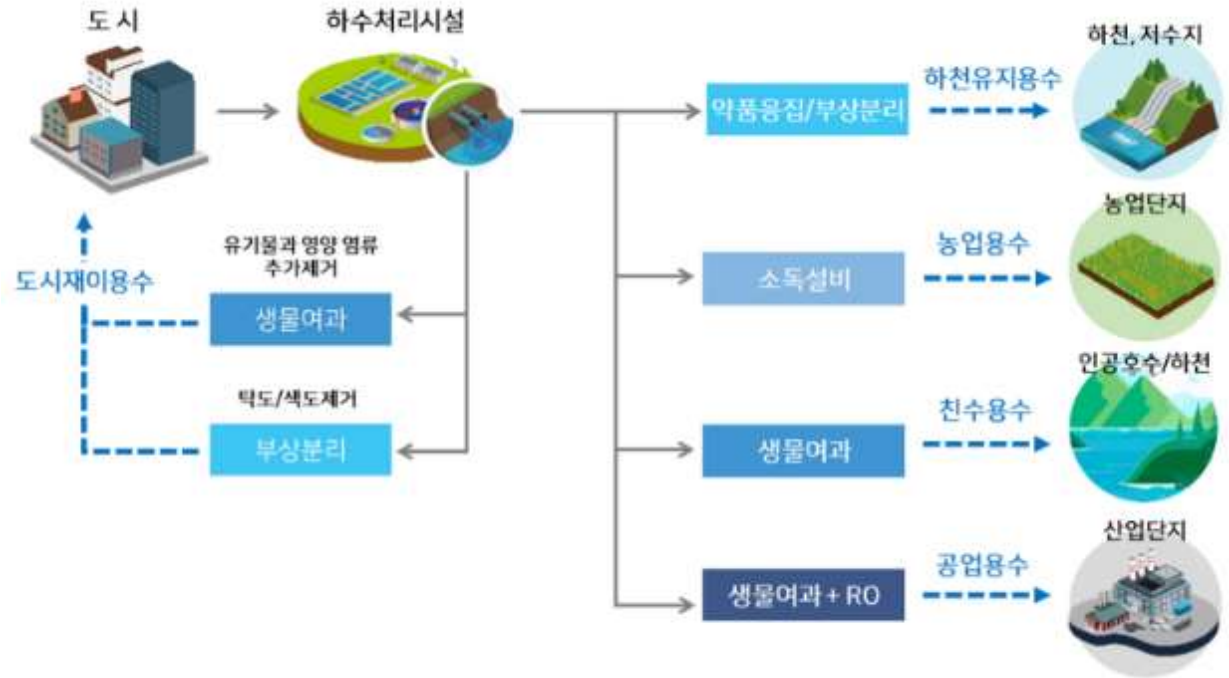 도 시
하수처리시설
하천, 저수지
약품응집/부상분리
하천유지용수
농업단지
유기물과 영양 염류
추가제거
도시재이용수
생물여과
소독설비
농업용수
인공호수/하천
탁도/색도제거
부상분리
생물여과
친수용수
산업단지
생물여과 + RO
공업용수